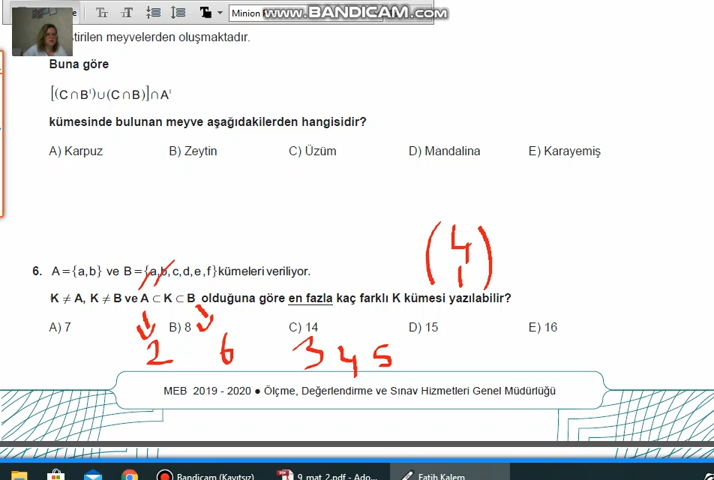 Minion
WWW.BANDICAM.COM
ştirilen meyvelerden oluşmaktadır.
Buna göre
[(C∩B')∪(C∩B)]∩A'
kümesinde bulunan meyve aşağıdakilerden hangisidir?
A) Karpuz B) Zeytin C) Üzüm D) Mandalina E) Karayemiş
(4 1)
6. A={a,b} ve B={a,b,c,d,e,f} kümeleri veriliyor.
K ≠ A, K ≠ B ve A ⊂ K ⊂ B olduğuna göre en fazla kaç farklı K kümesi yazılabilir?
A) 7 B) 8 C) 14 D) 15 E) 16
2 6 3 4 5
MEB 2019 - 2020 ● Ölçme, Değerlendirme ve Sınav Hizmetleri Genel Müdürlüğü
Bandicam (Kayıtsız) 9_mat_2.pdf - Ado... Fatih Kalem